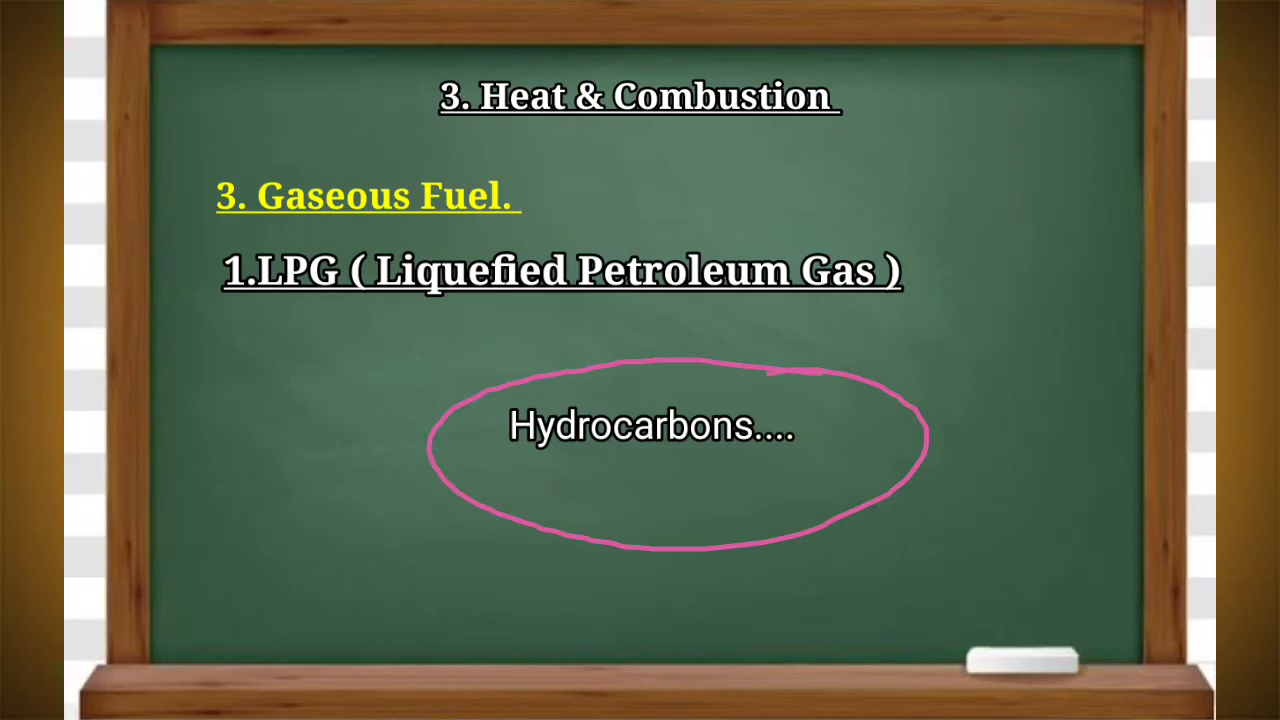 3. Heat & Combustion
3. Gaseous Fuel.
1.LPG ( Liquefied Petroleum Gas )
Hydrocarbons....